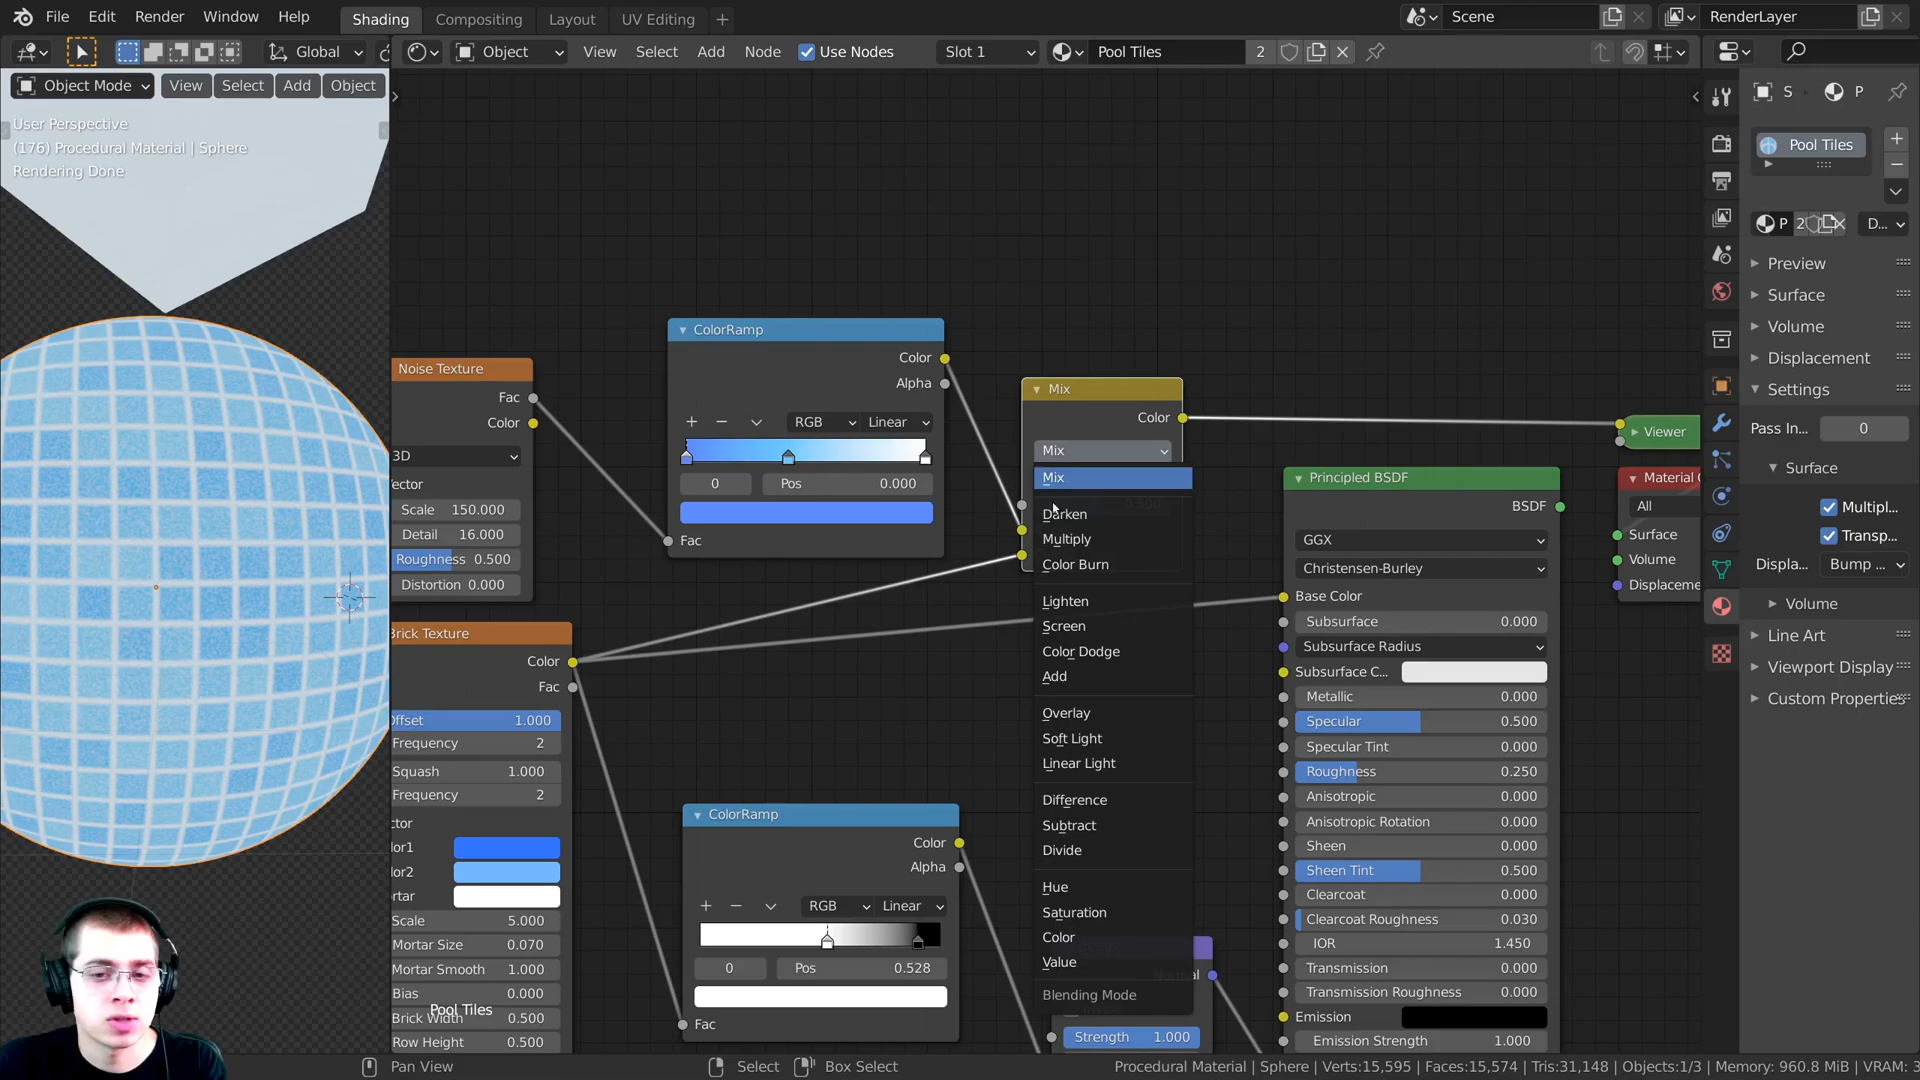 File Edit Render Window Help Shading Compositing Layout UV Editing + Scene RenderLayer
Global Object View Select Add Node Use Nodes Slot 1 Pool Tiles 2
Object Mode View Select Add Object
User Perspective
(176) Procedural Material | Sphere
Rendering Done
Noise Texture
Fac
Color
3D
Scale 150.000
Detail 16.000
Roughness 0.500
Distortion 0.000
Brick Texture
Color
Fac
Offset 1.000
Frequency 2
Squash 1.000
Frequency 2
Scale 5.000
Mortar Size 0.070
Mortar Smooth 1.000
Bias 0.000
Brick Width 0.500
Row Height 0.500
Pool Tiles
ColorRamp
Color
Alpha
+ − RGB Linear
0 Pos 0.000
Fac
ColorRamp
Color
Alpha
+ − RGB Linear
0 Pos 0.528
Fac
Mix
Color
Mix
Mix
Darken
Multiply
Color Burn
Lighten
Screen
Color Dodge
Add
Overlay
Soft Light
Linear Light
Difference
Subtract
Divide
Hue
Saturation
Color
Value
Blending Mode
Strength 1.000
Principled BSDF
BSDF
GGX
Christensen-Burley
Base Color
Subsurface 0.000
Subsurface Radius
Subsurface C...
Metallic 0.000
Specular 0.500
Specular Tint 0.000
Roughness 0.250
Anisotropic 0.000
Anisotropic Rotation 0.000
Sheen 0.000
Sheen Tint 0.500
Clearcoat 0.000
Clearcoat Roughness 0.030
IOR 1.450
Transmission 0.000
Transmission Roughness 0.000
Emission
Emission Strength 1.000
Viewer
Material
All
Surface
Volume
Displaceme
S P
Pool Tiles
P 2 D...
Preview
Surface
Volume
Displacement
Settings
Pass In... 0
Surface
Multipl...
Transp...
Displa... Bump
Volume
Line Art
Viewport Display
Custom Properties
Pan View Select Box Select Procedural Material | Sphere | Verts:15,595 | Faces:15,574 | Tris:31,148 | Objects:1/3 | Memory: 960.8 MiB | VRAM: 3